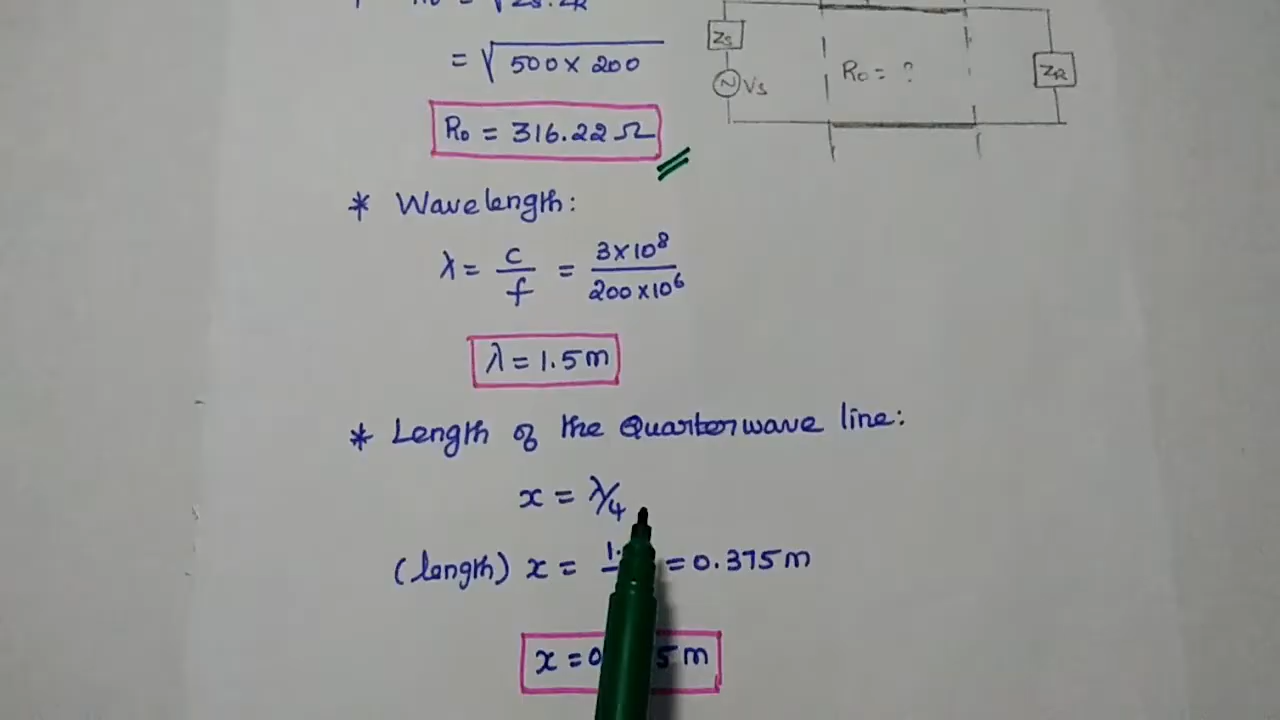 = √500 × 200
R₀ = 316.22 Ω
Zs
Vs
R₀ = ?
ZR
* Wavelength:
λ = c/f = 3×10⁸/200×10⁶
λ = 1.5m
* Length of the Quarterwave line:
x = λ/4
(length) x = = 0.375m
x = 0 5m